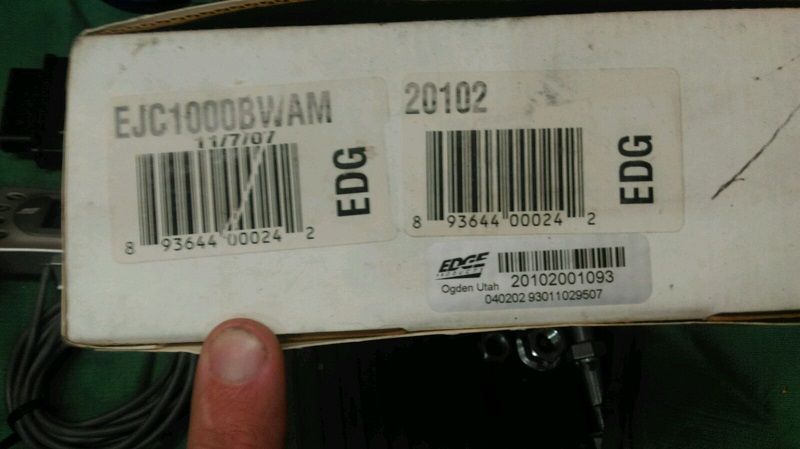 EJC1000BWAM
11/7/07
EDG
8 93644 00024 2
20102
EDG
8 93644 00024 2
EDGE
PRODUCTS
20102001093
Ogden Utah
040202 93011029507